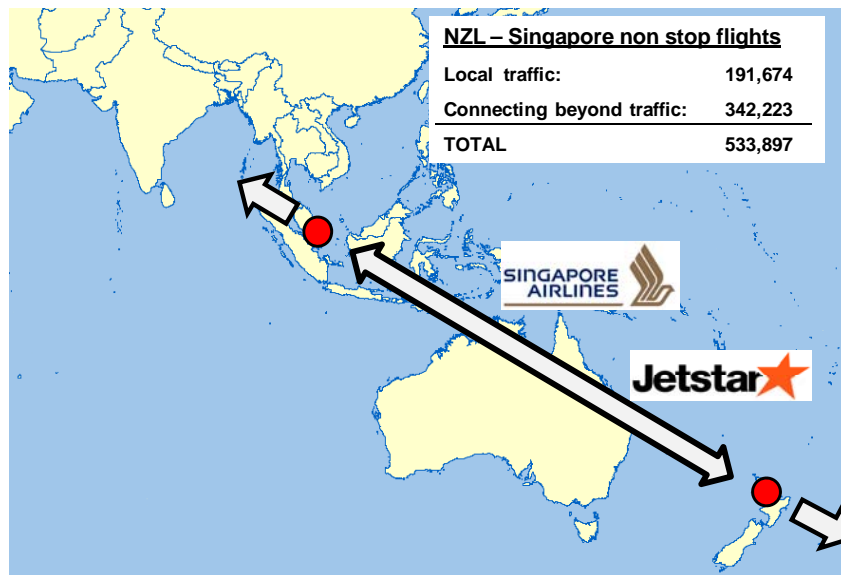 NZL – Singapore non stop flights
Local traffic: 191,674
Connecting beyond traffic: 342,223
TOTAL 533,897
SINGAPORE
AIRLINES
Jetstar